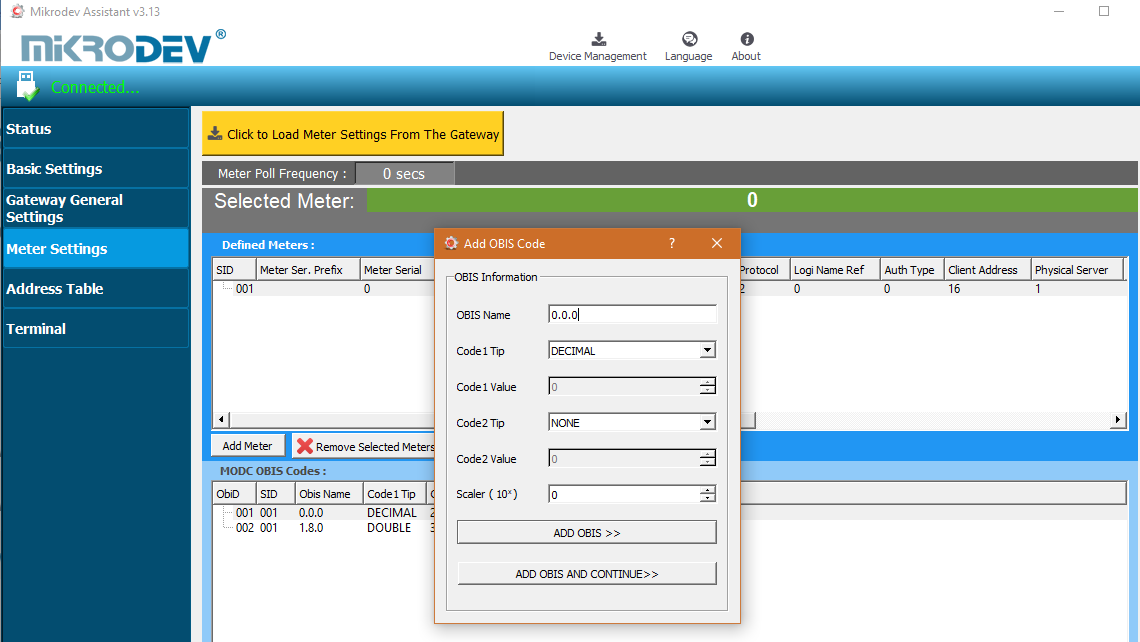 Mikrodev Assistant v3.13
MiKRODEV®
Device Management Language About
Connected...
Status
Basic Settings
Gateway General
Settings
Meter Settings
Address Table
Terminal
Click to Load Meter Settings From The Gateway
Meter Poll Frequency : 0 secs
Selected Meter: 0
Defined Meters :
SID Meter Ser. Prefix Meter Serial Protocol Logi Name Ref Auth Type Client Address Physical Server
001 0 2 0 0 16 1
Add Meter Remove Selected Meters
MODC OBIS Codes :
ObiD SID Obis Name Code1 Tip
001 001 0.0.0 DECIMAL 2
002 001 1.8.0 DOUBLE 3
Add OBIS Code ?
OBIS Information
OBIS Name 0.0.0
Code1 Tip DECIMAL
Code1 Value 0
Code2 Tip NONE
Code2 Value 0
Scaler ( 10ˣ) 0
ADD OBIS >>
ADD OBIS AND CONTINUE>>